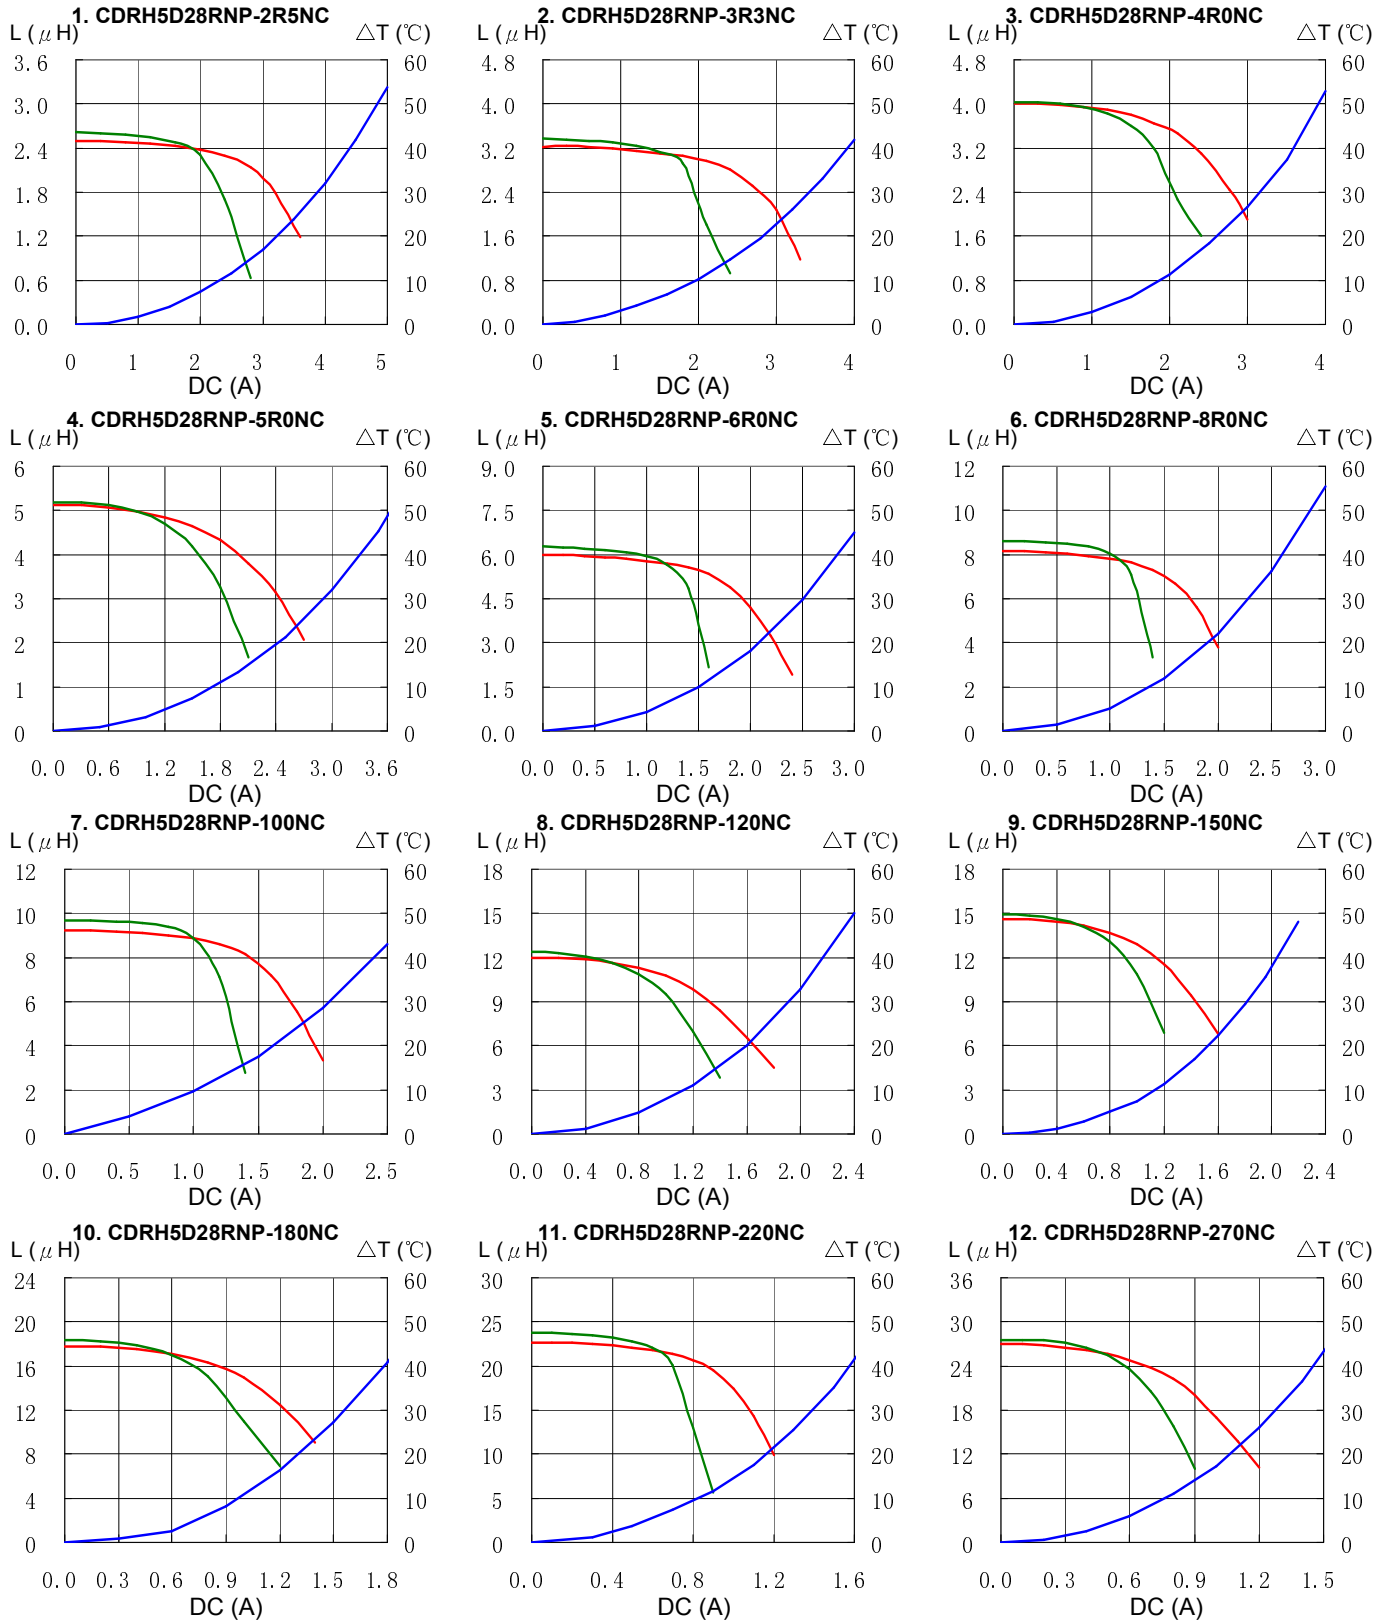 1. CDRH5D28RNP-2R5NC
L (μH) △T (℃)
3.6 60
3.0 50
2.4 40
1.8 30
1.2 20
0.6 10
0.0 0
0 1 2 3 4 5
DC (A)
2. CDRH5D28RNP-3R3NC
L (μH) △T (℃)
4.8 60
4.0 50
3.2 40
2.4 30
1.6 20
0.8 10
0.0 0
0 1 2 3 4
DC (A)
3. CDRH5D28RNP-4R0NC
L (μH) △T (℃)
4.8 60
4.0 50
3.2 40
2.4 30
1.6 20
0.8 10
0.0 0
0 1 2 3 4
DC (A)
4. CDRH5D28RNP-5R0NC
L (μH) △T (℃)
6 60
5 50
4 40
3 30
2 20
1 10
0 0
0.0 0.6 1.2 1.8 2.4 3.0 3.6
DC (A)
5. CDRH5D28RNP-6R0NC
L (μH) △T (℃)
9.0 60
7.5 50
6.0 40
4.5 30
3.0 20
1.5 10
0.0 0
0.0 0.5 1.0 1.5 2.0 2.5 3.0
DC (A)
6. CDRH5D28RNP-8R0NC
L (μH) △T (℃)
12 60
10 50
8 40
6 30
4 20
2 10
0 0
0.0 0.5 1.0 1.5 2.0 3.0
DC (A)
7. CDRH5D28RNP-100NC
L (μH) △T (℃)
12 60
10 50
8 40
6 30
4 20
2 10
0 0
0.0 0.5 1.0 1.5 2.0 2.5
DC (A)
8. CDRH5D28RNP-120NC
L (μH) △T (℃)
18 60
15 50
12 40
9 30
6 20
3 10
0 0
0.0 0.4 0.8 1.2 1.6 2.0 2.4
DC (A)
9. CDRH5D28RNP-150NC
L (μH) △T (℃)
18 60
15 50
12 40
9 30
6 20
3 10
0 0
0.0 0.4 0.8 1.2 1.6 2.0 2.4
DC (A)
10. CDRH5D28RNP-180NC
L (μH) △T (℃)
24 60
20 50
16 40
12 30
8 20
4 10
0 0
0.0 0.3 0.6 0.9 1.2 1.5 1.8
DC (A)
11. CDRH5D28RNP-220NC
L (μH) △T (℃)
30 60
25 50
20 40
15 30
10 20
5 10
0 0
0.0 0.4 0.8 1.2 1.6
DC (A)
12. CDRH5D28RNP-270NC
L (μH) △T (℃)
36 60
30 50
24 40
18 30
12 20
6 10
0 0
0.0 0.3 0.6 0.9 1.2 1.5
DC (A)